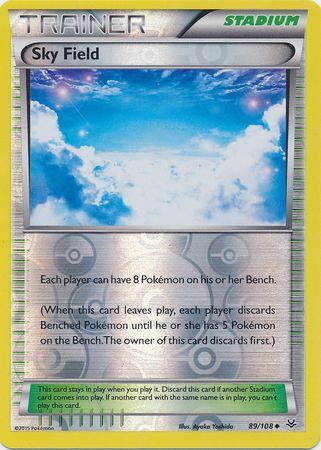 TRAINER
STADIUM
Sky Field
Each player can have 8 Pokémon on his or her Bench.
(When this card leaves play, each player discards
Benched Pokémon until he or she has 5 Pokémon
on the Bench.The owner of this card discards first.)
This card stays in play when you play it. Discard this card if another Stadium
card comes into play. If another card with the same name is in play, you can't
play this card.
©2015 Pokémon
Illus. Ayaka Yoshida
89/108